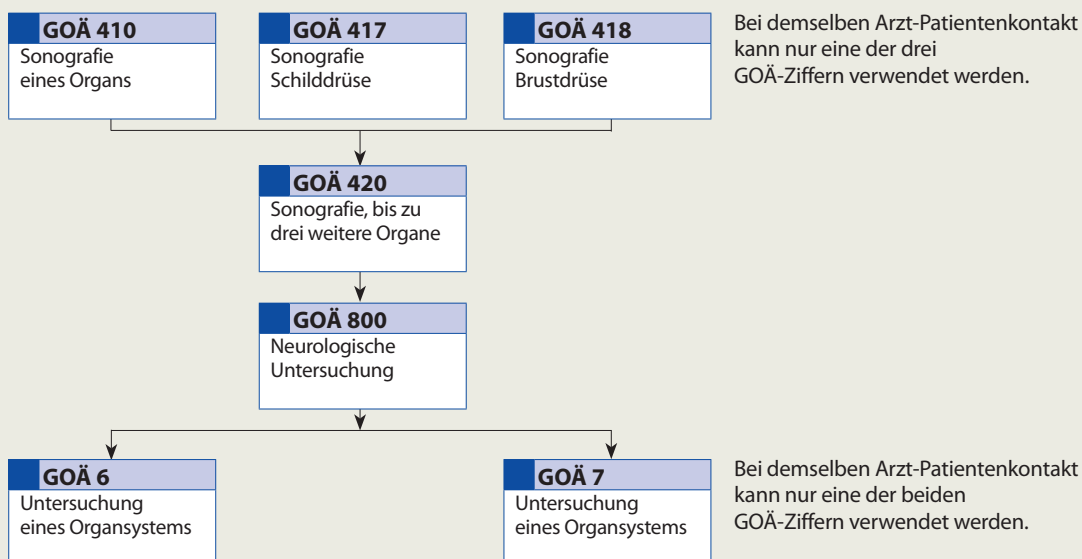 GOÄ 410
Sonografie
eines Organs
GOÄ 417
Sonografie
Schilddrüse
GOÄ 418
Sonografie
Brustdrüse
Bei demselben Arzt-Patientenkontakt
kann nur eine der drei
GOÄ-Ziffern verwendet werden.
GOÄ 420
Sonografie, bis zu
drei weitere Organe
GOÄ 800
Neurologische
Untersuchung
GOÄ 6
Untersuchung
eines Organsystems
GOÄ 7
Untersuchung
eines Organsystems
Bei demselben Arzt-Patientenkontakt
kann nur eine der beiden
GOÄ-Ziffern verwendet werden.